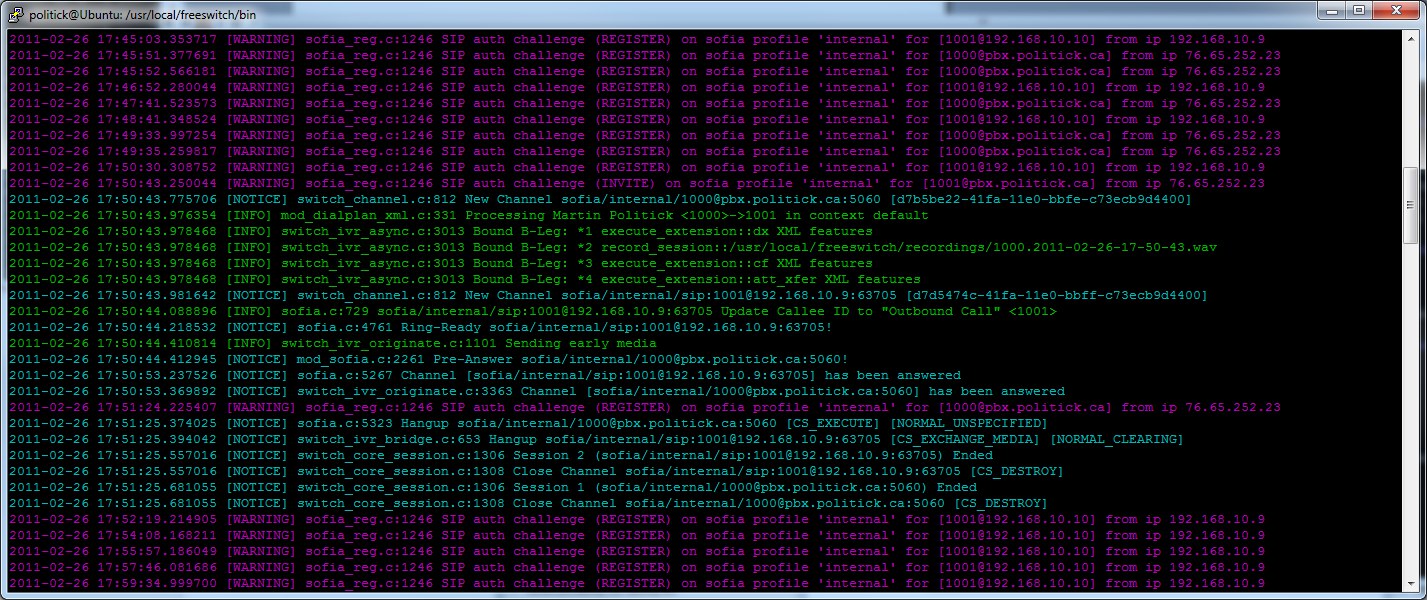 politick@Ubuntu: /usr/local/freeswitch/bin
2011-02-26 17:45:03.353717 [WARNING] sofia_reg.c:1246 SIP auth challenge (REGISTER) on sofia profile 'internal' for [1001@192.168.10.10] from ip 192.168.10.9
2011-02-26 17:45:51.377691 [WARNING] sofia_reg.c:1246 SIP auth challenge (REGISTER) on sofia profile 'internal' for [1000@pbx.politick.ca] from ip 76.65.252.23
2011-02-26 17:45:52.566181 [WARNING] sofia_reg.c:1246 SIP auth challenge (REGISTER) on sofia profile 'internal' for [1000@pbx.politick.ca] from ip 76.65.252.23
2011-02-26 17:46:52.280044 [WARNING] sofia_reg.c:1246 SIP auth challenge (REGISTER) on sofia profile 'internal' for [1001@192.168.10.10] from ip 192.168.10.9
2011-02-26 17:47:41.523573 [WARNING] sofia_reg.c:1246 SIP auth challenge (REGISTER) on sofia profile 'internal' for [1000@pbx.politick.ca] from ip 76.65.252.23
2011-02-26 17:48:41.348524 [WARNING] sofia_reg.c:1246 SIP auth challenge (REGISTER) on sofia profile 'internal' for [1001@192.168.10.10] from ip 192.168.10.9
2011-02-26 17:49:33.997254 [WARNING] sofia_reg.c:1246 SIP auth challenge (REGISTER) on sofia profile 'internal' for [1000@pbx.politick.ca] from ip 76.65.252.23
2011-02-26 17:49:35.259817 [WARNING] sofia_reg.c:1246 SIP auth challenge (REGISTER) on sofia profile 'internal' for [1000@pbx.politick.ca] from ip 76.65.252.23
2011-02-26 17:50:30.308752 [WARNING] sofia_reg.c:1246 SIP auth challenge (REGISTER) on sofia profile 'internal' for [1001@192.168.10.10] from ip 192.168.10.9
2011-02-26 17:50:43.250044 [WARNING] sofia_reg.c:1246 SIP auth challenge (INVITE) on sofia profile 'internal' for [1001@pbx.politick.ca] from ip 76.65.252.23
2011-02-26 17:50:43.775706 [NOTICE] switch_channel.c:812 New Channel sofia/internal/1000@pbx.politick.ca:5060 [d7b5be22-41fa-11e0-bbfe-c73ecb9d4400]
2011-02-26 17:50:43.976354 [INFO] mod_dialplan_xml.c:331 Processing Martin Politick <1000>->1001 in context default
2011-02-26 17:50:43.978468 [INFO] switch_ivr_async.c:3013 Bound B-Leg: *1 execute_extension::dx XML features
2011-02-26 17:50:43.978468 [INFO] switch_ivr_async.c:3013 Bound B-Leg: *2 record_session::/usr/local/freeswitch/recordings/1000.2011-02-26-17-50-43.wav
2011-02-26 17:50:43.978468 [INFO] switch_ivr_async.c:3013 Bound B-Leg: *3 execute_extension::cf XML features
2011-02-26 17:50:43.978468 [INFO] switch_ivr_async.c:3013 Bound B-Leg: *4 execute_extension::att_xfer XML features
2011-02-26 17:50:43.981642 [NOTICE] switch_channel.c:812 New Channel sofia/internal/sip:1001@192.168.10.9:63705 [d7d5474c-41fa-11e0-bbff-c73ecb9d4400]
2011-02-26 17:50:44.088896 [INFO] sofia.c:729 sofia/internal/sip:1001@192.168.10.9:63705 Update Callee ID to "Outbound Call" <1001>
2011-02-26 17:50:44.218532 [NOTICE] sofia.c:4761 Ring-Ready sofia/internal/sip:1001@192.168.10.9:63705!
2011-02-26 17:50:44.410814 [INFO] switch_ivr_originate.c:1101 Sending early media
2011-02-26 17:50:44.412945 [NOTICE] mod_sofia.c:2261 Pre-Answer sofia/internal/1000@pbx.politick.ca:5060!
2011-02-26 17:50:53.237526 [NOTICE] sofia.c:5267 Channel [sofia/internal/sip:1001@192.168.10.9:63705] has been answered
2011-02-26 17:50:53.369892 [NOTICE] switch_ivr_originate.c:3363 Channel [sofia/internal/1000@pbx.politick.ca:5060] has been answered
2011-02-26 17:51:24.225407 [WARNING] sofia_reg.c:1246 SIP auth challenge (REGISTER) on sofia profile 'internal' for [1000@pbx.politick.ca] from ip 76.65.252.23
2011-02-26 17:51:25.374025 [NOTICE] sofia.c:5323 Hangup sofia/internal/1000@pbx.politick.ca:5060 [CS_EXECUTE] [NORMAL_UNSPECIFIED]
2011-02-26 17:51:25.394042 [NOTICE] switch_ivr_bridge.c:653 Hangup sofia/internal/sip:1001@192.168.10.9:63705 [CS_EXCHANGE_MEDIA] [NORMAL_CLEARING]
2011-02-26 17:51:25.557016 [NOTICE] switch_core_session.c:1306 Session 2 (sofia/internal/sip:1001@192.168.10.9:63705) Ended
2011-02-26 17:51:25.557016 [NOTICE] switch_core_session.c:1308 Close Channel sofia/internal/sip:1001@192.168.10.9:63705 [CS_DESTROY]
2011-02-26 17:51:25.681055 [NOTICE] switch_core_session.c:1306 Session 1 (sofia/internal/1000@pbx.politick.ca:5060) Ended
2011-02-26 17:51:25.681055 [NOTICE] switch_core_session.c:1308 Close Channel sofia/internal/1000@pbx.politick.ca:5060 [CS_DESTROY]
2011-02-26 17:52:19.214905 [WARNING] sofia_reg.c:1246 SIP auth challenge (REGISTER) on sofia profile 'internal' for [1001@192.168.10.10] from ip 192.168.10.9
2011-02-26 17:54:08.168211 [WARNING] sofia_reg.c:1246 SIP auth challenge (REGISTER) on sofia profile 'internal' for [1001@192.168.10.10] from ip 192.168.10.9
2011-02-26 17:55:57.186049 [WARNING] sofia_reg.c:1246 SIP auth challenge (REGISTER) on sofia profile 'internal' for [1001@192.168.10.10] from ip 192.168.10.9
2011-02-26 17:57:46.081686 [WARNING] sofia_reg.c:1246 SIP auth challenge (REGISTER) on sofia profile 'internal' for [1001@192.168.10.10] from ip 192.168.10.9
2011-02-26 17:59:34.999700 [WARNING] sofia_reg.c:1246 SIP auth challenge (REGISTER) on sofia profile 'internal' for [1001@192.168.10.10] from ip 192.168.10.9